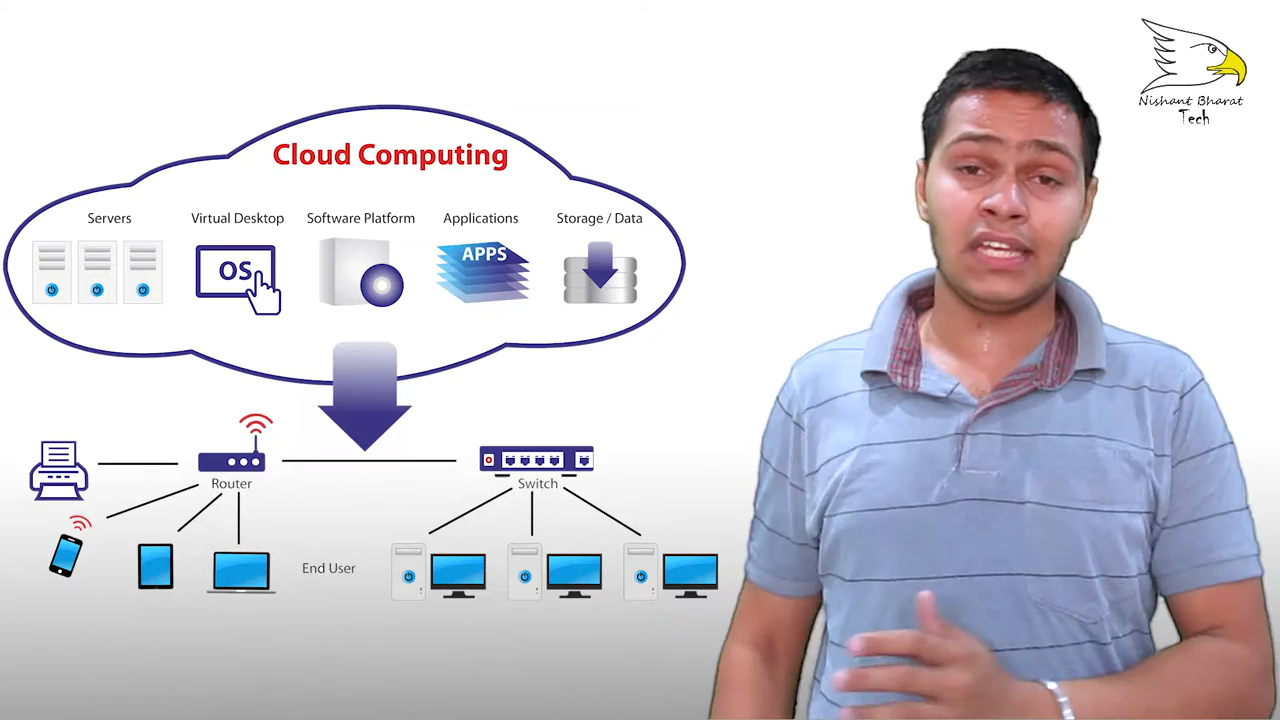 Cloud Computing
Servers
Virtual Desktop
Software Platform
Applications
Storage / Data
OS
APPS
Router
Switch
End User
Nishant Bharat
Tech